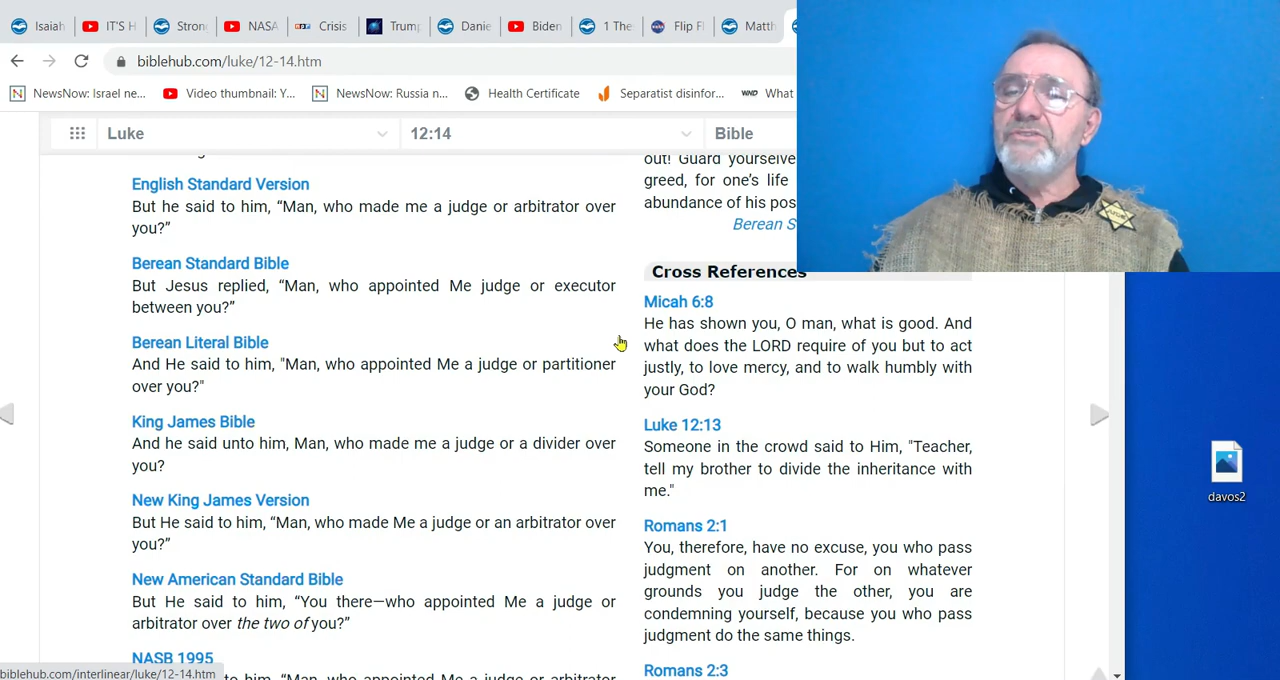 Isaiah
IT'S H
Stron
NASA
Crisis
Trum
Danie
Biden
1 The
Flip Fl
Matth
biblehub.com/luke/12-14.htm
NewsNow: Israel ne...
Video thumbnail: Y...
NewsNow: Russia n...
Health Certificate
Separatist disinfor...
WND
What
Luke
12:14
Bible
English Standard Version
But he said to him, “Man, who made me a judge or arbitrator over
you?”
Berean Standard Bible
But Jesus replied, “Man, who appointed Me judge or executor
between you?”
Berean Literal Bible
And He said to him, "Man, who appointed Me a judge or partitioner
over you?"
King James Bible
And he said unto him, Man, who made me a judge or a divider over
you?
New King James Version
But He said to him, “Man, who made Me a judge or an arbitrator over
you?”
New American Standard Bible
But He said to him, “You there—who appointed Me a judge or
arbitrator over the two of you?”
NASB 1995
to him, “Man, who appointed Me a judge or arbitrator
biblehub.com/interlinear/luke/12-14.htm
out! Guard yourselve
greed, for one’s life
abundance of his pos
Berean S
Cross References
Micah 6:8
He has shown you, O man, what is good. And
what does the LORD require of you but to act
justly, to love mercy, and to walk humbly with
your God?
Luke 12:13
Someone in the crowd said to Him, "Teacher,
tell my brother to divide the inheritance with
me."
Romans 2:1
You, therefore, have no excuse, you who pass
judgment on another. For on whatever
grounds you judge the other, you are
condemning yourself, because you who pass
judgment do the same things.
Romans 2:3
davos2